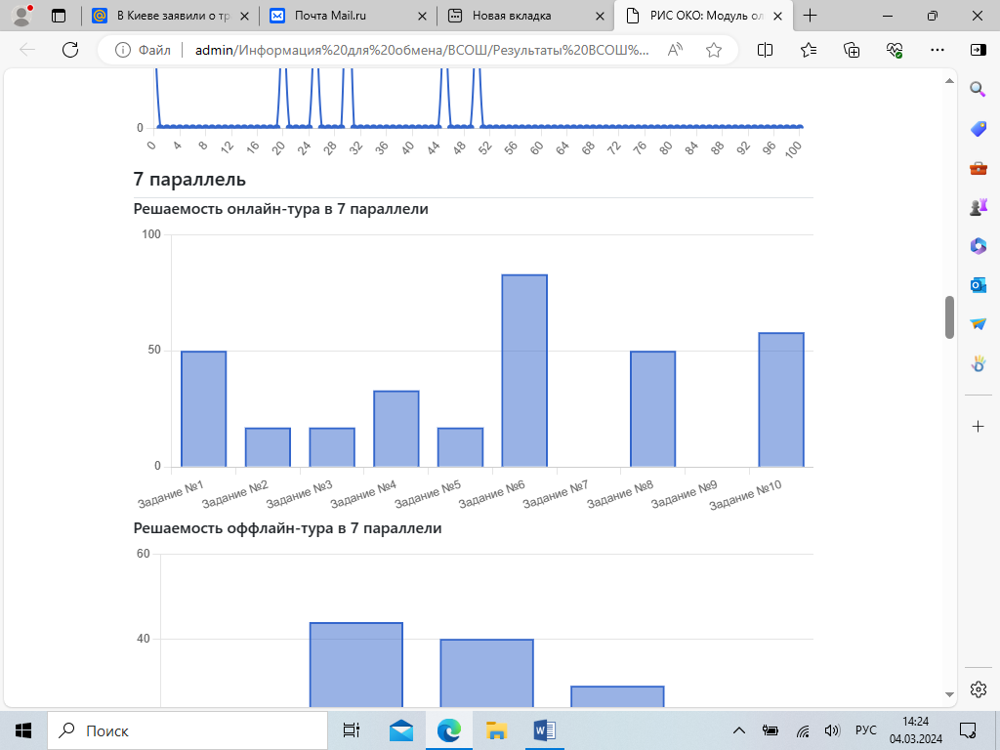 В Киеве заявили о тр
Почта Mail.ru
Новая вкладка
РИС ОКО: Модуль ол
Файл
admin/Информация%20для%20обмена/ВСОШ/Результаты%20ВСОШ%...
0
0 4 8 12 16 20 24 28 32 36 40 44 48 52 56 60 64 68 72 76 80 84 88 92 96 100
7 параллель
Решаемость онлайн-тура в 7 параллели
100
50
0
Задание №1 Задание №2 Задание №3 Задание №4 Задание №5 Задание №6 Задание №7 Задание №8 Задание №9 Задание №10
Решаемость оффлайн-тура в 7 параллели
60
40
Поиск
РУС
14:24
04.03.2024